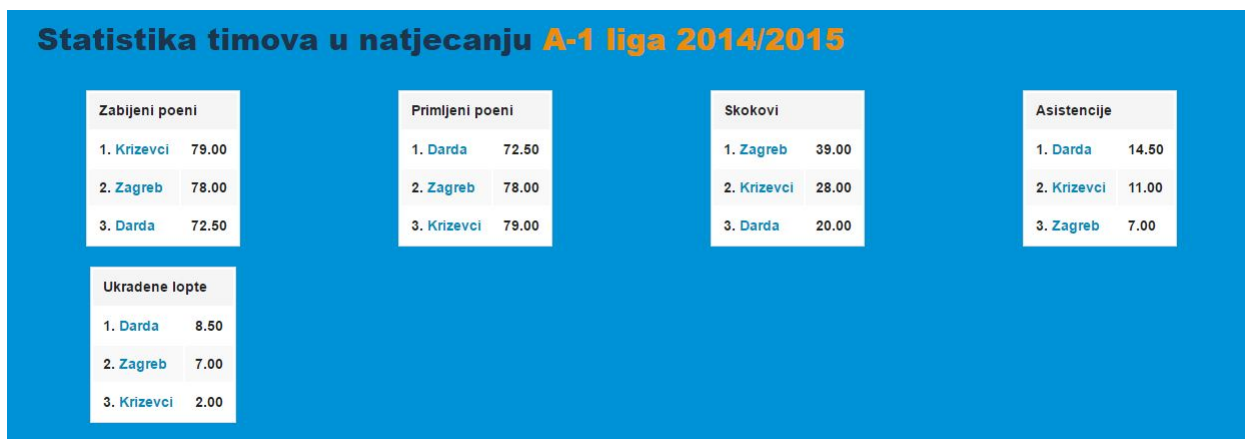 Statistika timova u natjecanju A-1 liga 2014/2015
Zabijeni poeni
1. Krizevci 79.00
2. Zagreb 78.00
3. Darda 72.50
Primljeni poeni
1. Darda 72.50
2. Zagreb 78.00
3. Krizevci 79.00
Skokovi
1. Zagreb 39.00
2. Krizevci 28.00
3. Darda 20.00
Asistencije
1. Darda 14.50
2. Krizevci 11.00
3. Zagreb 7.00
Ukradene lopte
1. Darda 8.50
2. Zagreb 7.00
3. Krizevci 2.00